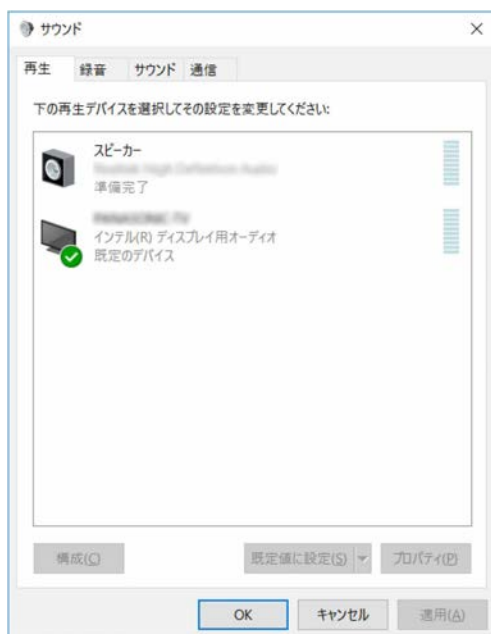 サウンド
再生 録音 サウンド 通信
下の再生デバイスを選択してその設定を変更してください:
スピーカー
準備完了
インテル(R) ディスプレイ用オーディオ
既定のデバイス
構成(C) 既定値に設定(S) プロパティ(P)
OK キャンセル 適用(A)